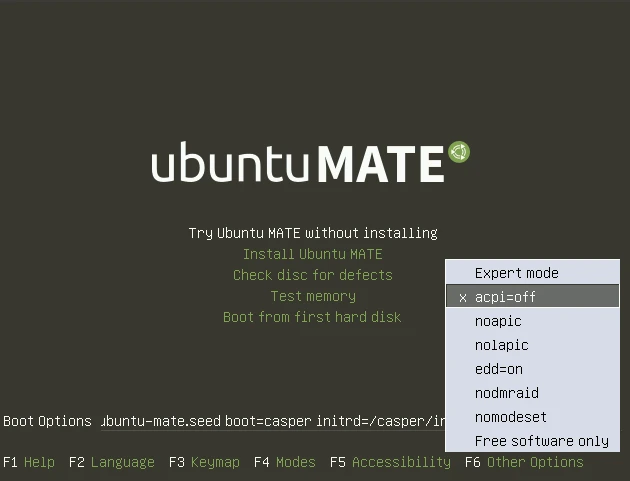 ubuntu MATE
Try Ubuntu MATE without installing
Install Ubuntu MATE
Check disc for defects
Test memory
Boot from first hard disk
Expert mode
x acpi=off
noapic
nolapic
edd=on
nodmraid
nomodeset
Free software only
Boot Options ubuntu-mate.seed boot=casper initrd=/casper/in
F1 Help F2 Language F3 Keymap F4 Modes F5 Accessibility F6 Other Options